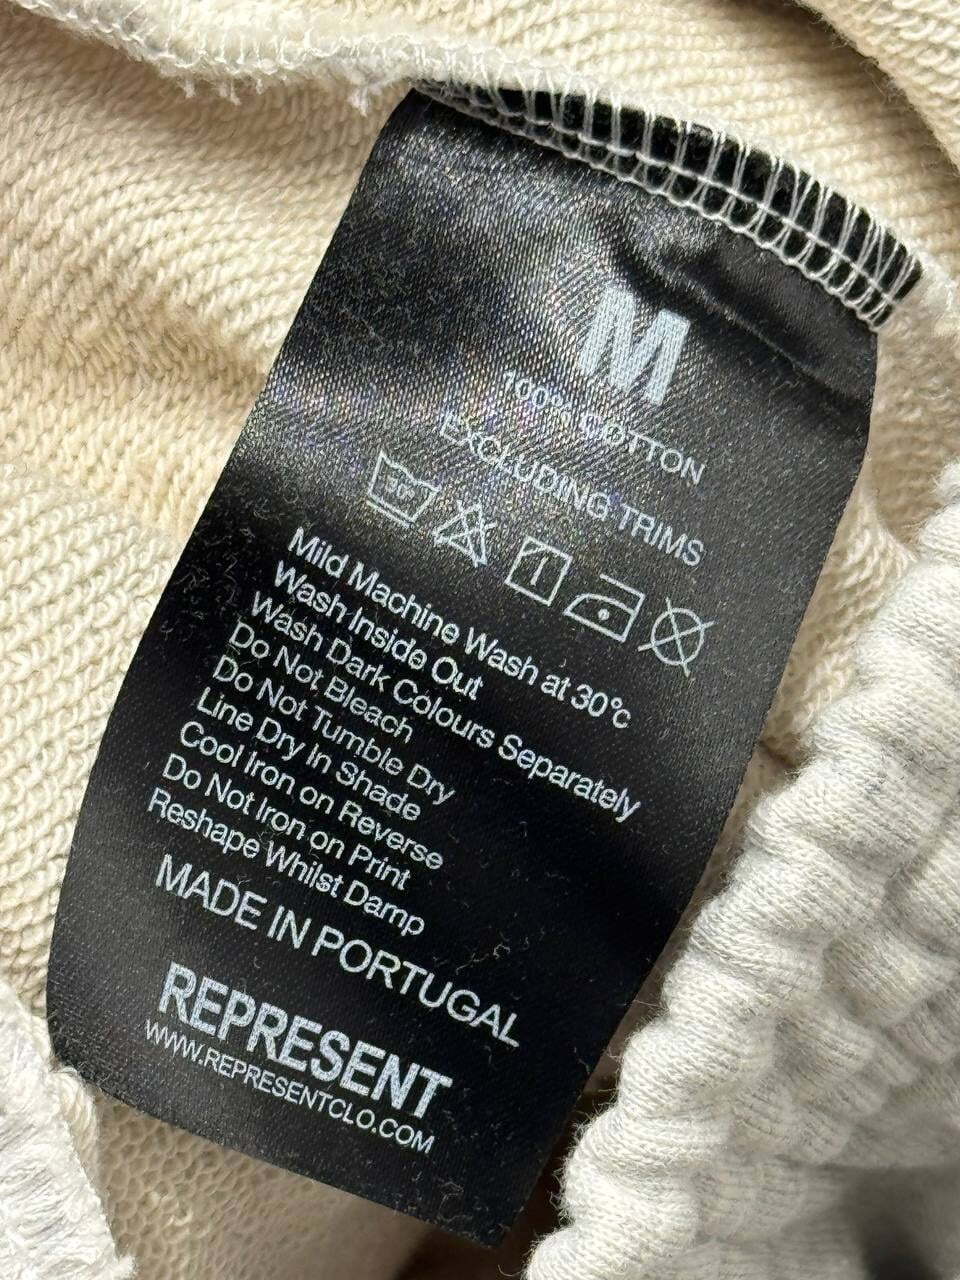 M
100% COTTON
EXCLUDING TRIMS
30°
Mild Machine Wash at 30°c
Wash Inside Out
Wash Dark Colours Separately
Do Not Bleach
Do Not Tumble Dry
Line Dry In Shade
Cool Iron on Reverse
Do Not Iron on Print
Reshape Whilst Damp
MADE IN PORTUGAL
REPRESENT
WWW.REPRESENTCLO.COM